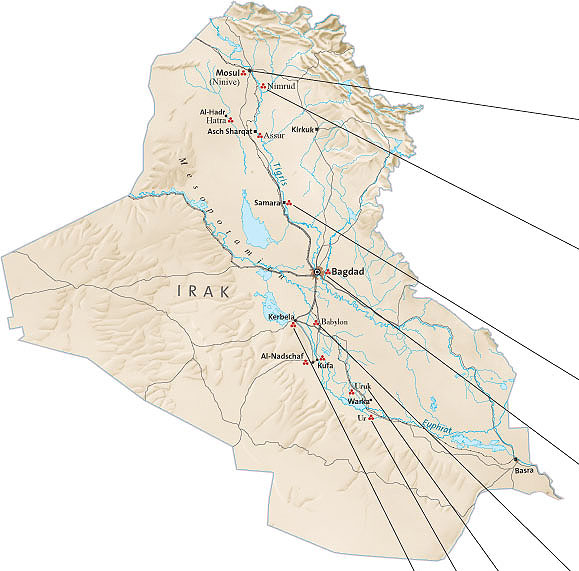 Mosul
(Ninive)
Nimrud
Al-Hadr
Hatra
Asch Sharqat
Assur
Kirkuk
Tigris
Mesopotamien
Samara
Bagdad
IRAK
Kerbela
Babylon
Al-Nadschaf
Kufa
Uruk
Warka
Ur
Euphrat
Basra